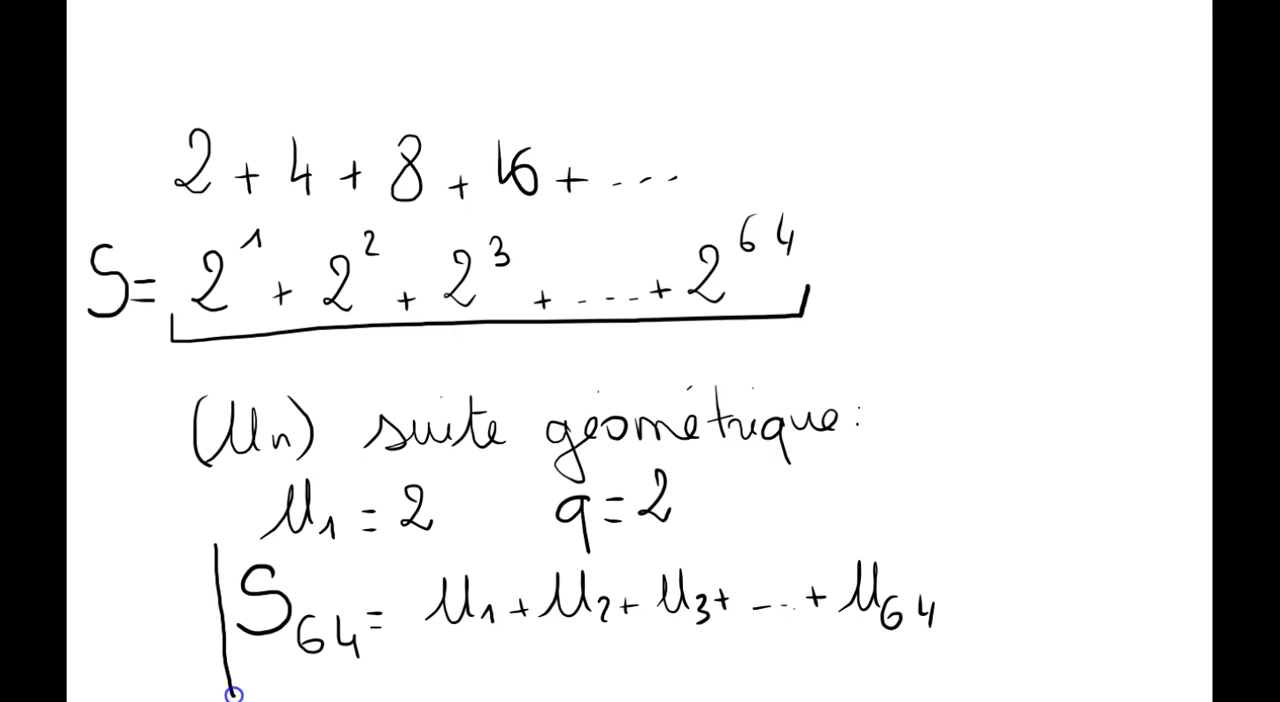 2 + 4 + 8 + 16 + ...
S = 2^1 + 2^2 + 2^3 + .... + 2^64
(Un) suite géométrique :
U1 = 2 q = 2
S64 = U1 + U2 + U3 + ... + U64